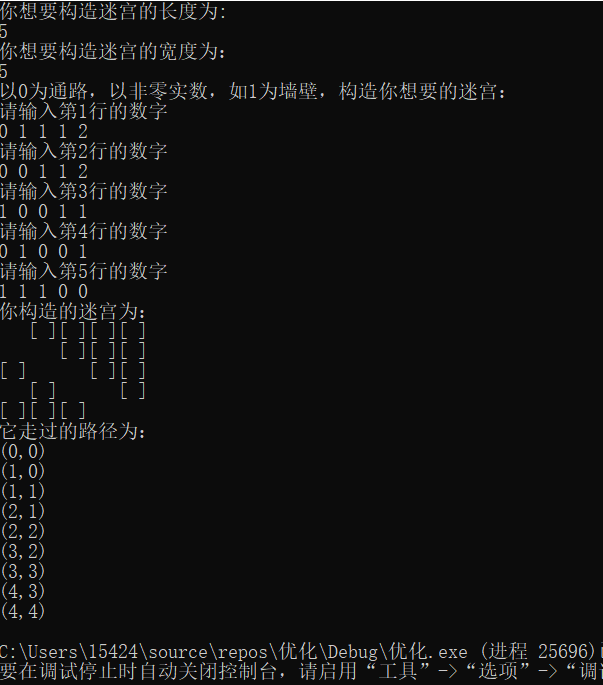 你想要构造迷宫的长度为:
5
你想要构造迷宫的宽度为:
5
以0为通路，以非零实数，如1为墙壁，构造你想要的迷宫:
请输入第1行的数字
0 1 1 1 2
请输入第2行的数字
0 0 1 1 2
请输入第3行的数字
1 0 0 1 1
请输入第4行的数字
0 1 0 0 1
请输入第5行的数字
1 1 1 0 0
你构造的迷宫为:
   [ ][ ][ ][ ]
      [ ][ ][ ]
[ ]      [ ][ ]
   [ ]      [ ]
[ ][ ][ ]
它走过的路径为:
(0,0)
(1,0)
(1,1)
(2,1)
(2,2)
(3,2)
(3,3)
(4,3)
(4,4)
C:\Users\15424\source\repos\优化\Debug\优化.exe (进程 25696)
要在调试停止时自动关闭控制台，请启用“工具”->“选项”->“调